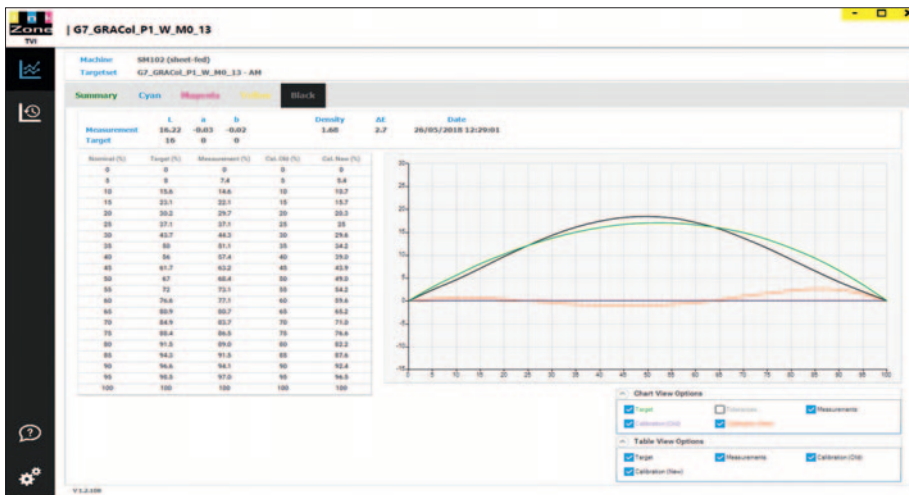 Zone
TVI
| G7_GRACol_P1_W_M0_13
Machine SM102 (sheet-fed)
Targetset G7_GRACol_P1_W_M0_13 - AM
Summary Cyan Magenta Yellow Black
L a b Density ΔE Date
Measurement 16.22 -0.03 -0.02 1.68 2.7 26/05/2018 12:29:01
Target 16 0 0
Nominal (%) Target (%) Measurement (%) Cal. Old (%) Cal. New (%)
0 0 0 0 0
5 8 7.4 5 5.4
10 15.6 14.6 10 10.7
15 23.1 22.1 15 15.7
20 30.2 29.7 20 20.3
25 37.1 37.1 25 25
30 43.7 44.3 30 29.6
35 50 51.1 35 34.2
40 56 57.4 40 39.0
45 61.7 63.2 45 43.9
50 67 68.4 50 49.0
55 72 73.1 55 54.2
60 76.6 77.1 60 59.6
65 80.9 80.7 65 65.2
70 84.9 83.7 70 71.0
75 88.4 86.5 75 76.6
80 91.5 89.0 80 82.2
85 94.3 91.5 85 87.6
90 96.6 94.1 90 92.4
95 98.5 97.0 95 96.5
100 100 100 100 100
30
25
20
15
10
5
0
-5
-10
-15
0 5 10 15 20 25 30 35 40 45 50 55 60 65 70 75 80 85 90 95 100
Chart View Options
Target Tolerances Measurements
Calibration (Old) Calibration (New)
Table View Options
Target Measurements Calibration (Old)
Calibration (New)
V 1.2.100